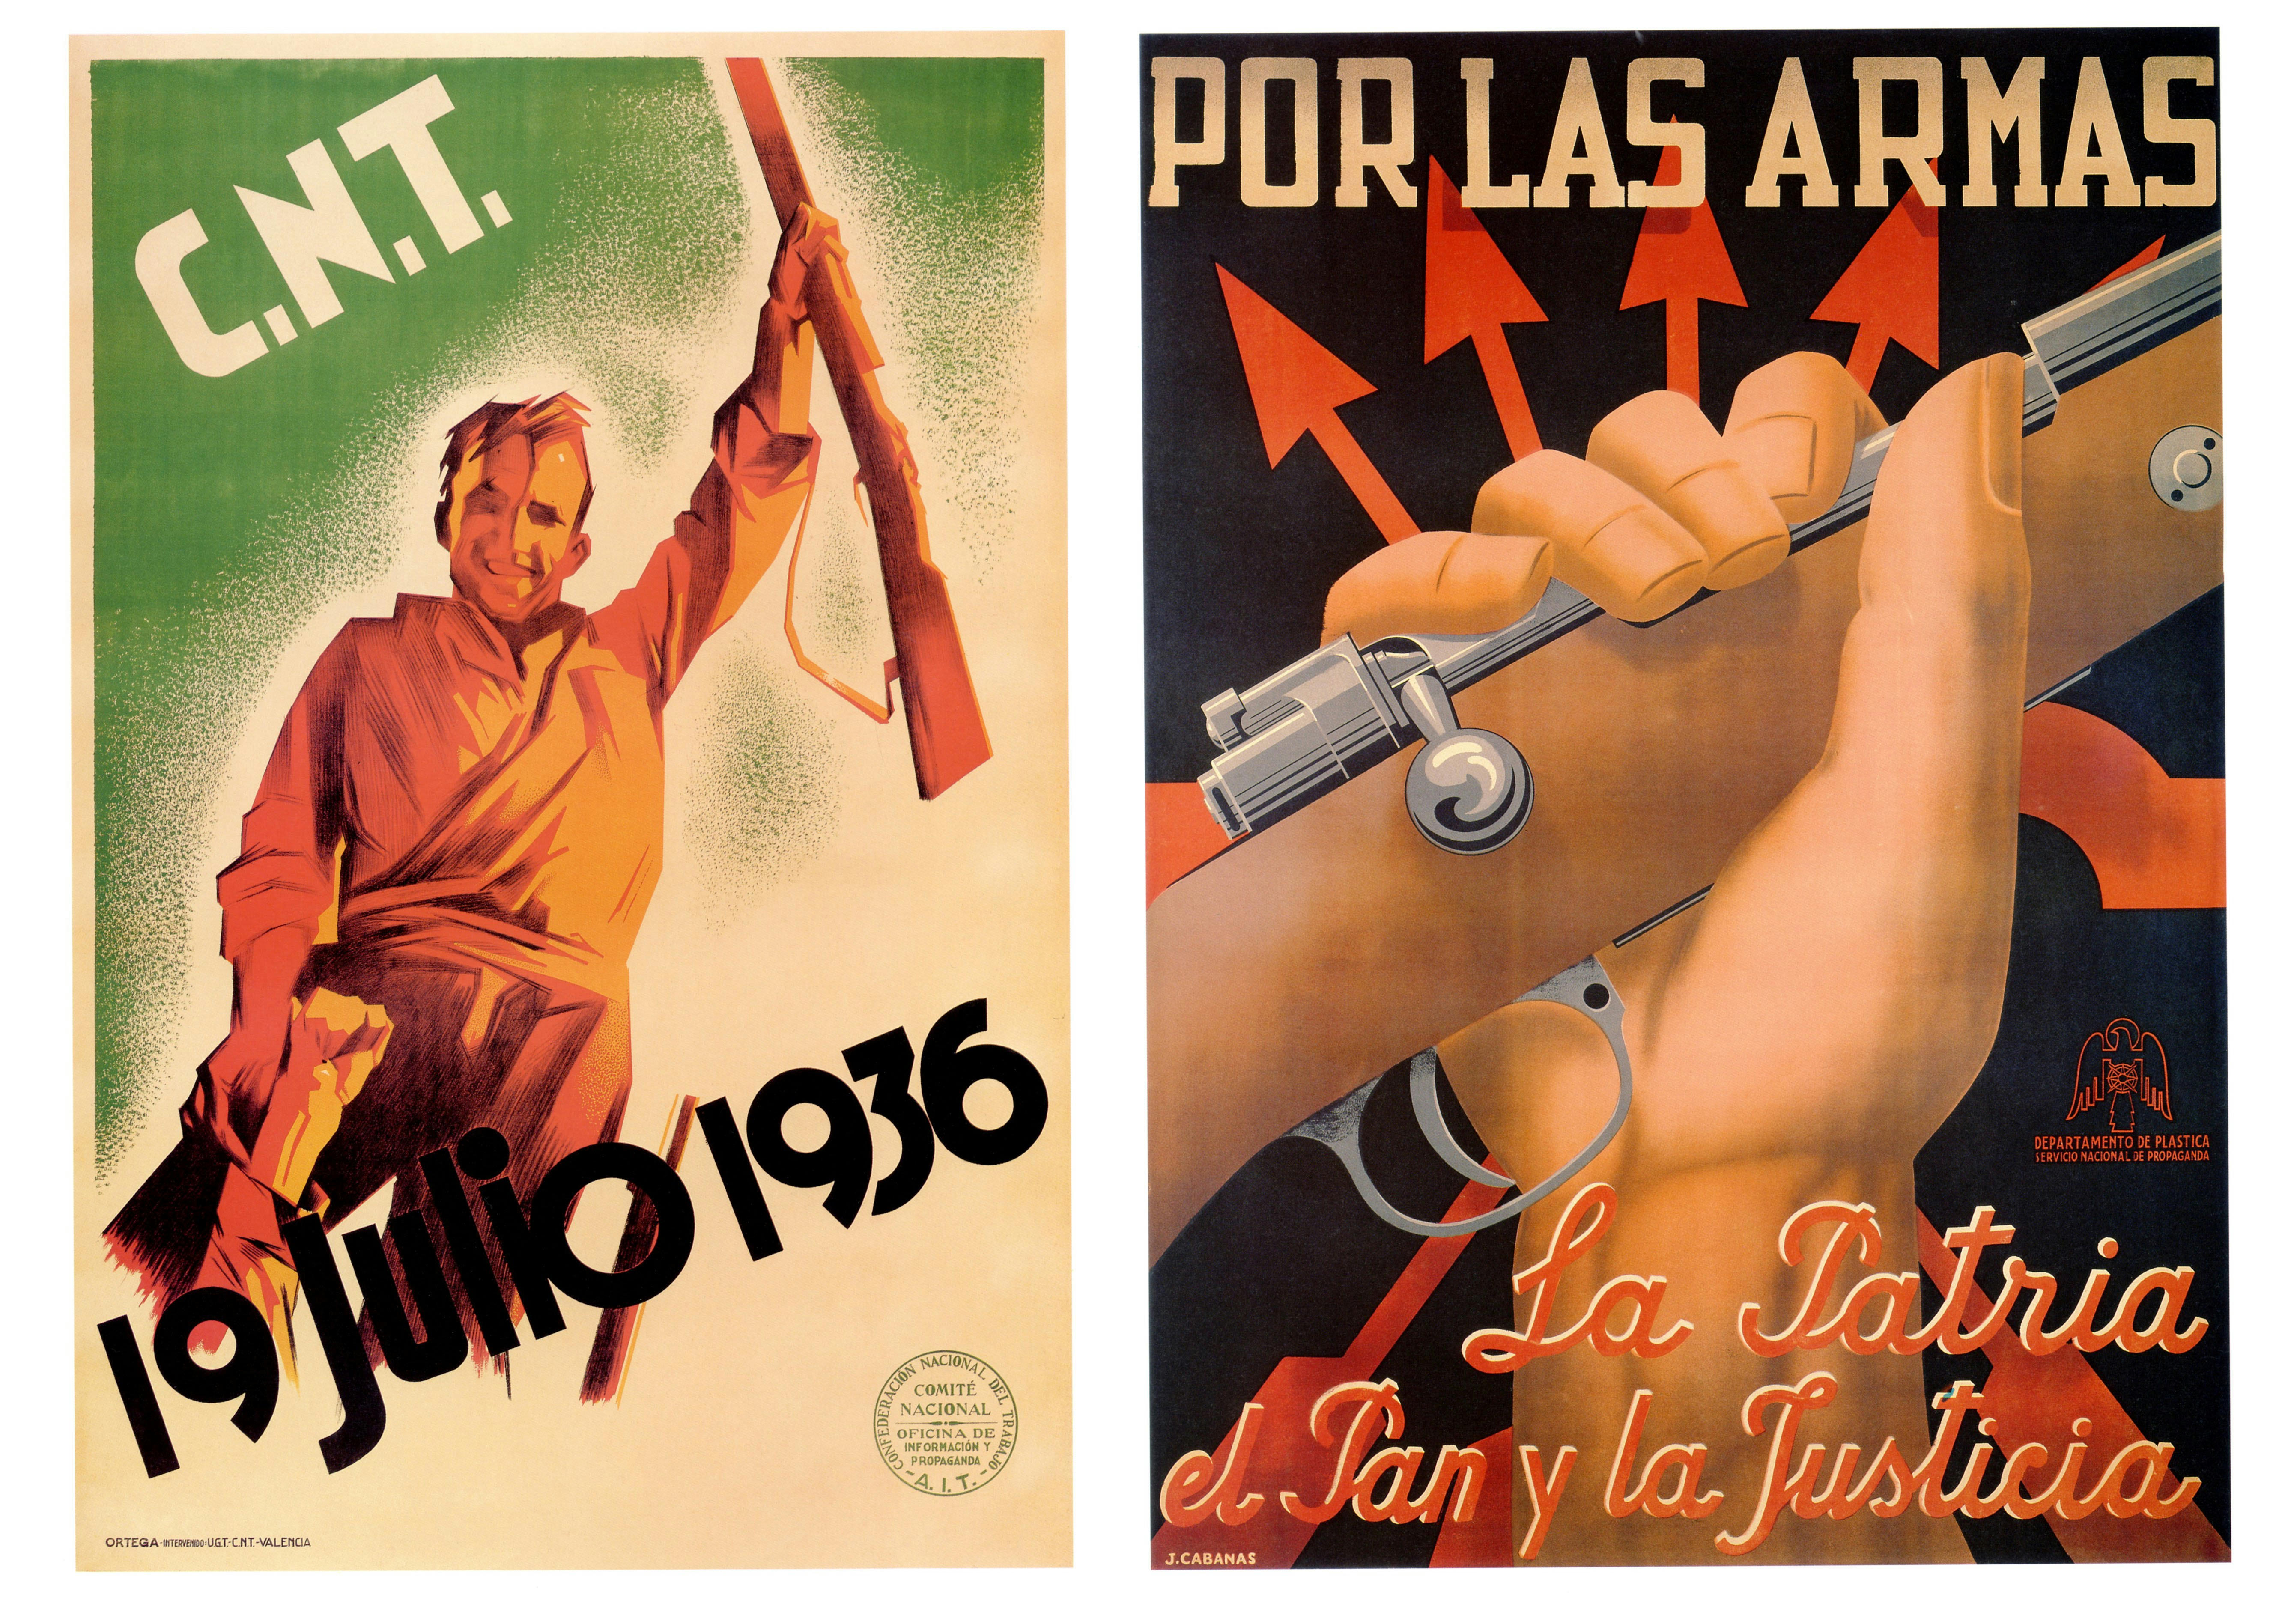 C.N.T.
19 Julio 1936
CONFEDERACIÓN NACIONAL DEL TRABAJO
COMITÉ
NACIONAL
OFICINA DE
INFORMACIÓN Y
PROPAGANDA
- A.I.T. -
ORTEGA-INTERVENIDO:U.G.T.-C.N.T.-VALENCIA
POR LAS ARMAS
DEPARTAMENTO DE PLASTICA
SERVICIO NACIONAL DE PROPAGANDA
La Patria
el Pan y la Justicia
J. CABANAS